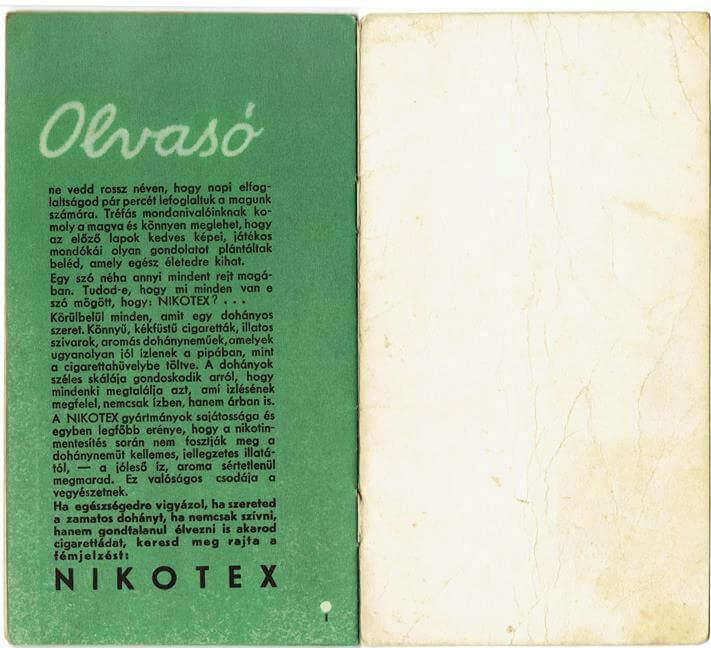 Olvasó
ne vedd rossz néven, hogy napi elfog-
laltságod pár percét lefoglaltuk a magunk
számára. Tréfás mondanivalóinknak ko-
moly a magva és könnyen meglehet, hogy
az előző lapok kedves képei, játékos
mondókái olyan gondolatot plántáltak
beléd, amely egész életedre kihat.
Egy szó néha annyi mindent rejt magá-
ban. Tudod-e, hogy mi minden van e
szó mögött, hogy: NIKOTEX? . . .
Körülbelül minden, amit egy dohányos
szeret. Könnyű, kékfüstű cigaretták, illatos
szivarok, aromás dohányneműek, amelyek
ugyanolyan jól ízlenek a pipában, mint
a cigarettahüvelybe töltve. A dohányok
széles skálája gondoskodik arról, hogy
mindenki megtalálja azt, ami ízlésének
megfelel, nemcsak ízben, hanem árban is.
A NIKOTEX gyártmányok sajátossága és
egyben legfőbb erénye, hogy a nikotin-
mentesítés során nem foszlják meg a
dohányneműt kellemes, jellegzetes illatá-
tól, — a jóleső íz, aroma sértetlenül
megmarad. Ez valóságos csodája a
vegyészetnek.
Ha egészségedre vigyázol, ha szereted
a zamatos dohányt, ha nemcsak szívni,
hanem gondtalanul élvezni is akarod
cigarettádat, keresd meg rajta a
fémjelzést:
NIKOTEX